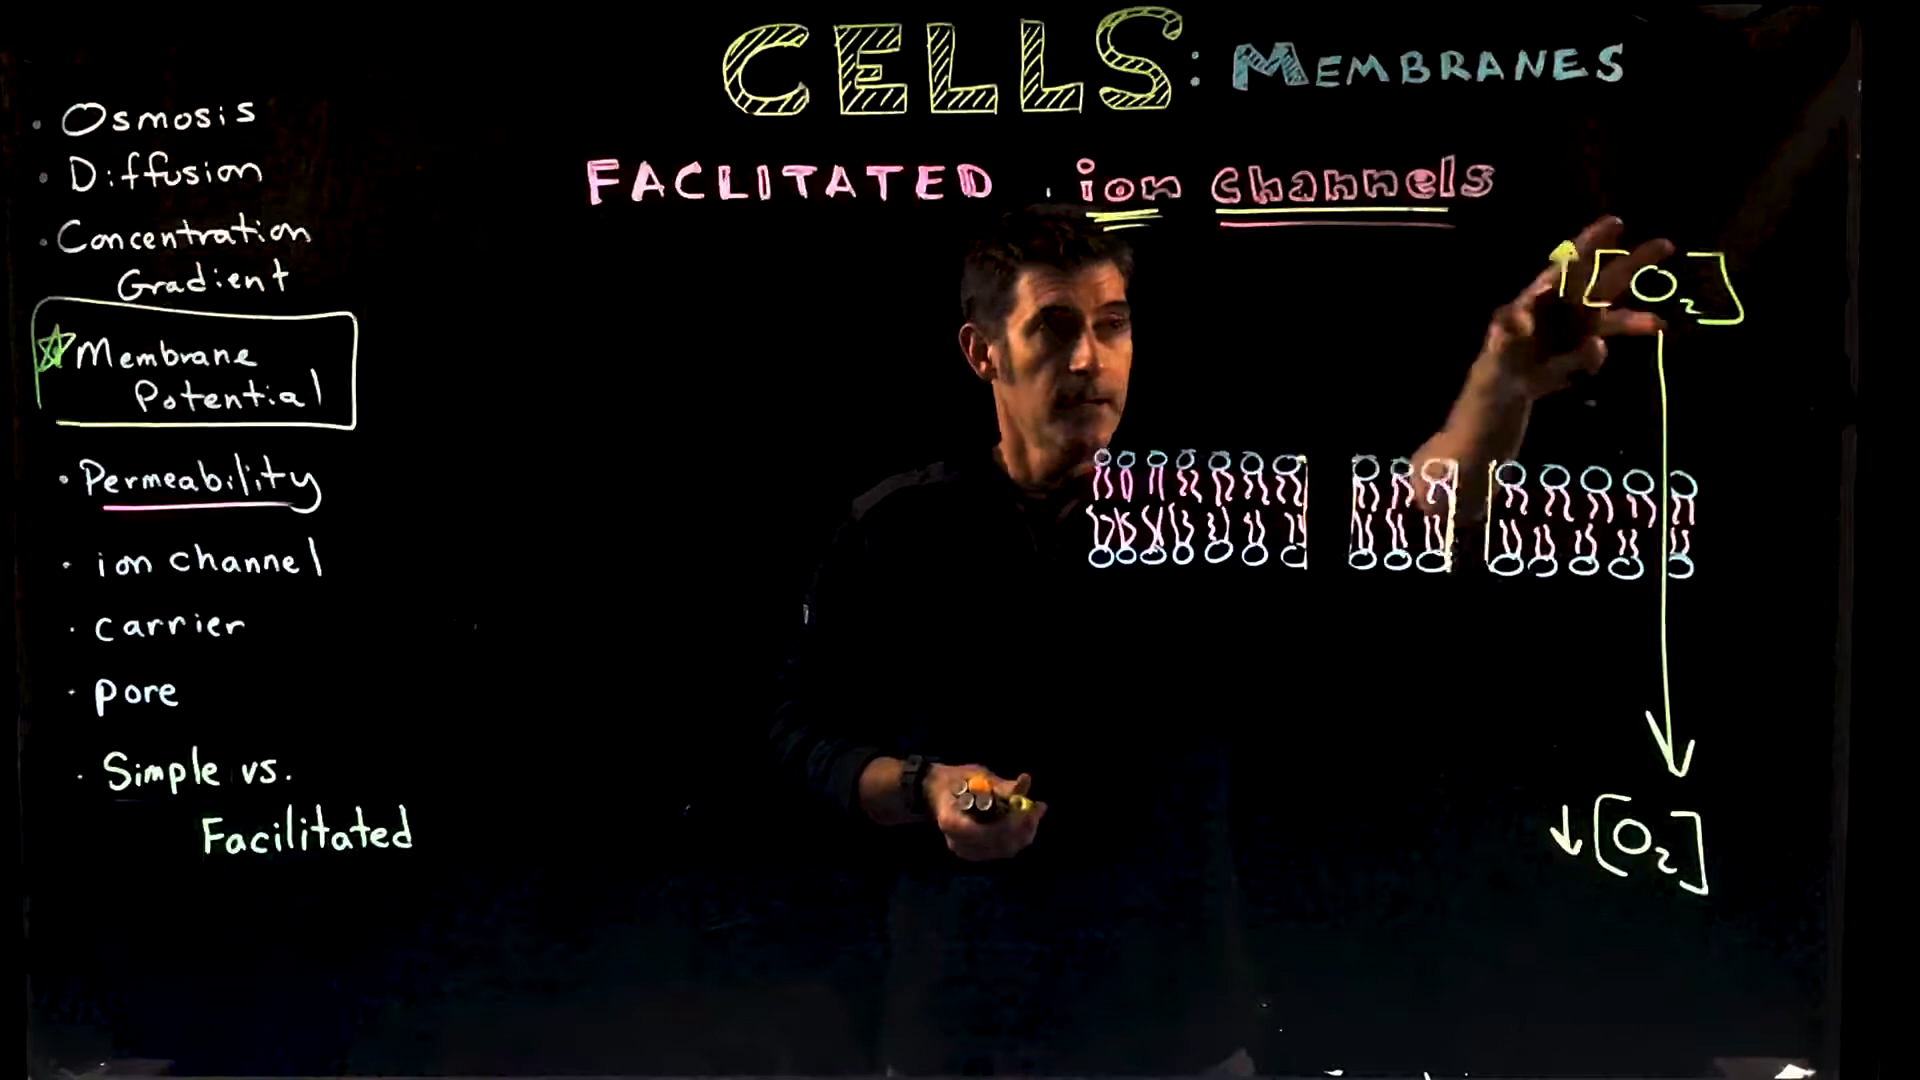 CELLS: MEMBRANES
FACLITATED . ion channels
• Osmosis
• Diffusion
• Concentration
Gradient
Membrane
Potential
• Permeability
• ion channel
• carrier
• pore
• Simple vs.
Facilitated
↑ [O₂]
↓ [O₂]